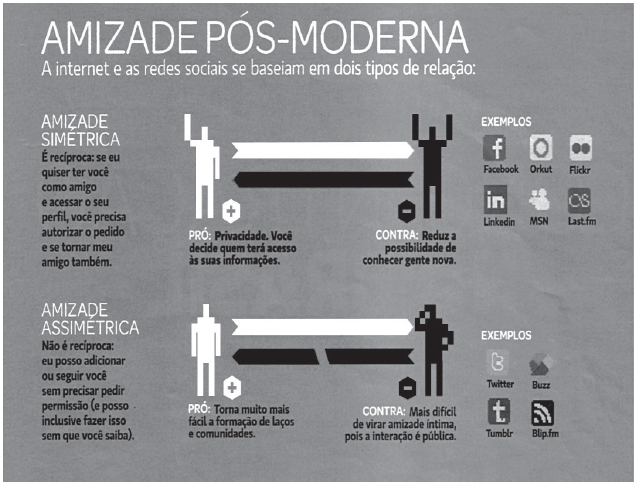 AMIZADE PÓS-MODERNA
A internet e as redes sociais se baseiam em dois tipos de relação:
AMIZADE
SIMÉTRICA
É recíproca: se eu
quiser ter você
como amigo
e acessar o seu
perfil, você precisa
autorizar o pedido
e se tornar meu
amigo também.
PRÓ: Privacidade. Você
decide quem terá acesso
às suas informações.
CONTRA: Reduz a
possibilidade de
conhecer gente nova.
EXEMPLOS
Facebook
Orkut
Flickr
Linkedin
MSN
Last.fm
AMIZADE
ASSIMÉTRICA
Não é recíproca:
eu posso adicionar
ou seguir você
sem precisar pedir
permissão (e posso
inclusive fazer isso
sem que você saiba).
PRÓ: Torna muito mais
fácil a formação de laços
e comunidades.
CONTRA: Mais difícil
de virar amizade íntima,
pois a interação é pública.
EXEMPLOS
Twitter
Buzz
Tumblr
Blip.fm